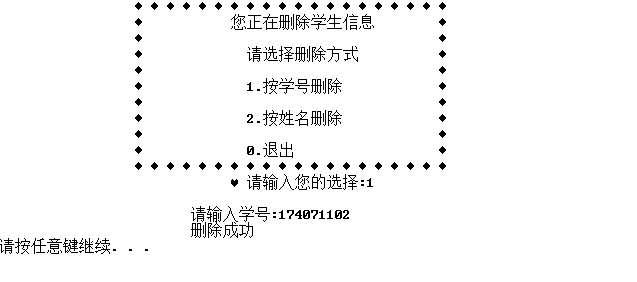 您正在删除学生信息
请选择删除方式
1.按学号删除
2.按姓名删除
0.退出
♥ 请输入您的选择:1
请输入学号:174071102
删除成功
请按任意键继续. . .